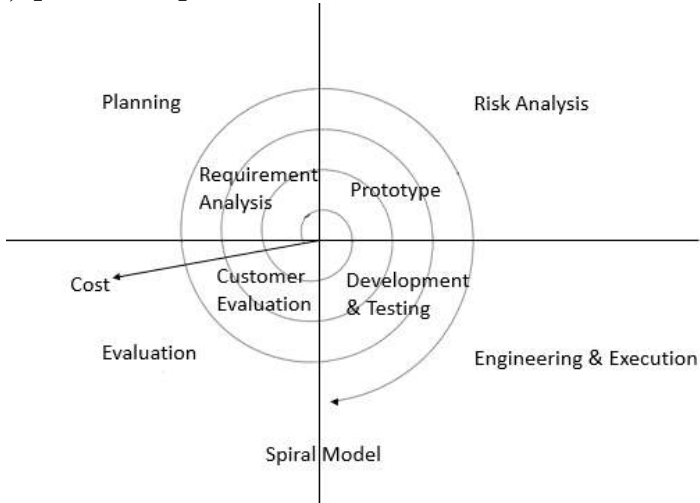 Planning
Risk Analysis
Requirement
Analysis
Prototype
Cost
Customer
Evaluation
Development
& Testing
Evaluation
Engineering & Execution
Spiral Model